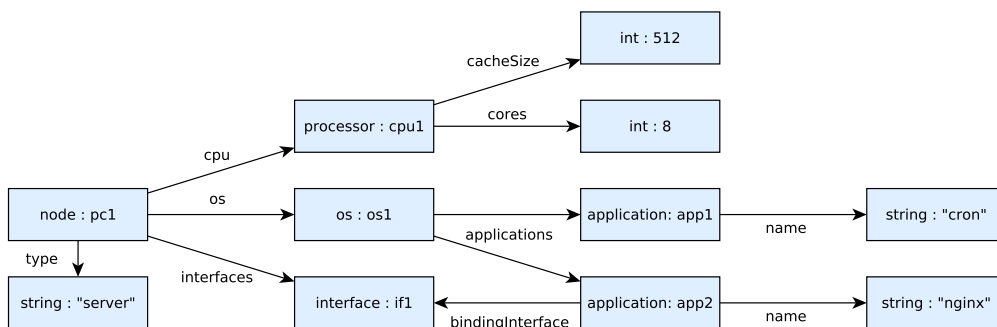 int : 512
cacheSize
processor : cpu1
cores
int : 8
cpu
node : pc1
os
os : os1
application: app1
name
string : "cron"
applications
type
interfaces
string : "server"
interface : if1
bindingInterface
application: app2
name
string : "nginx"